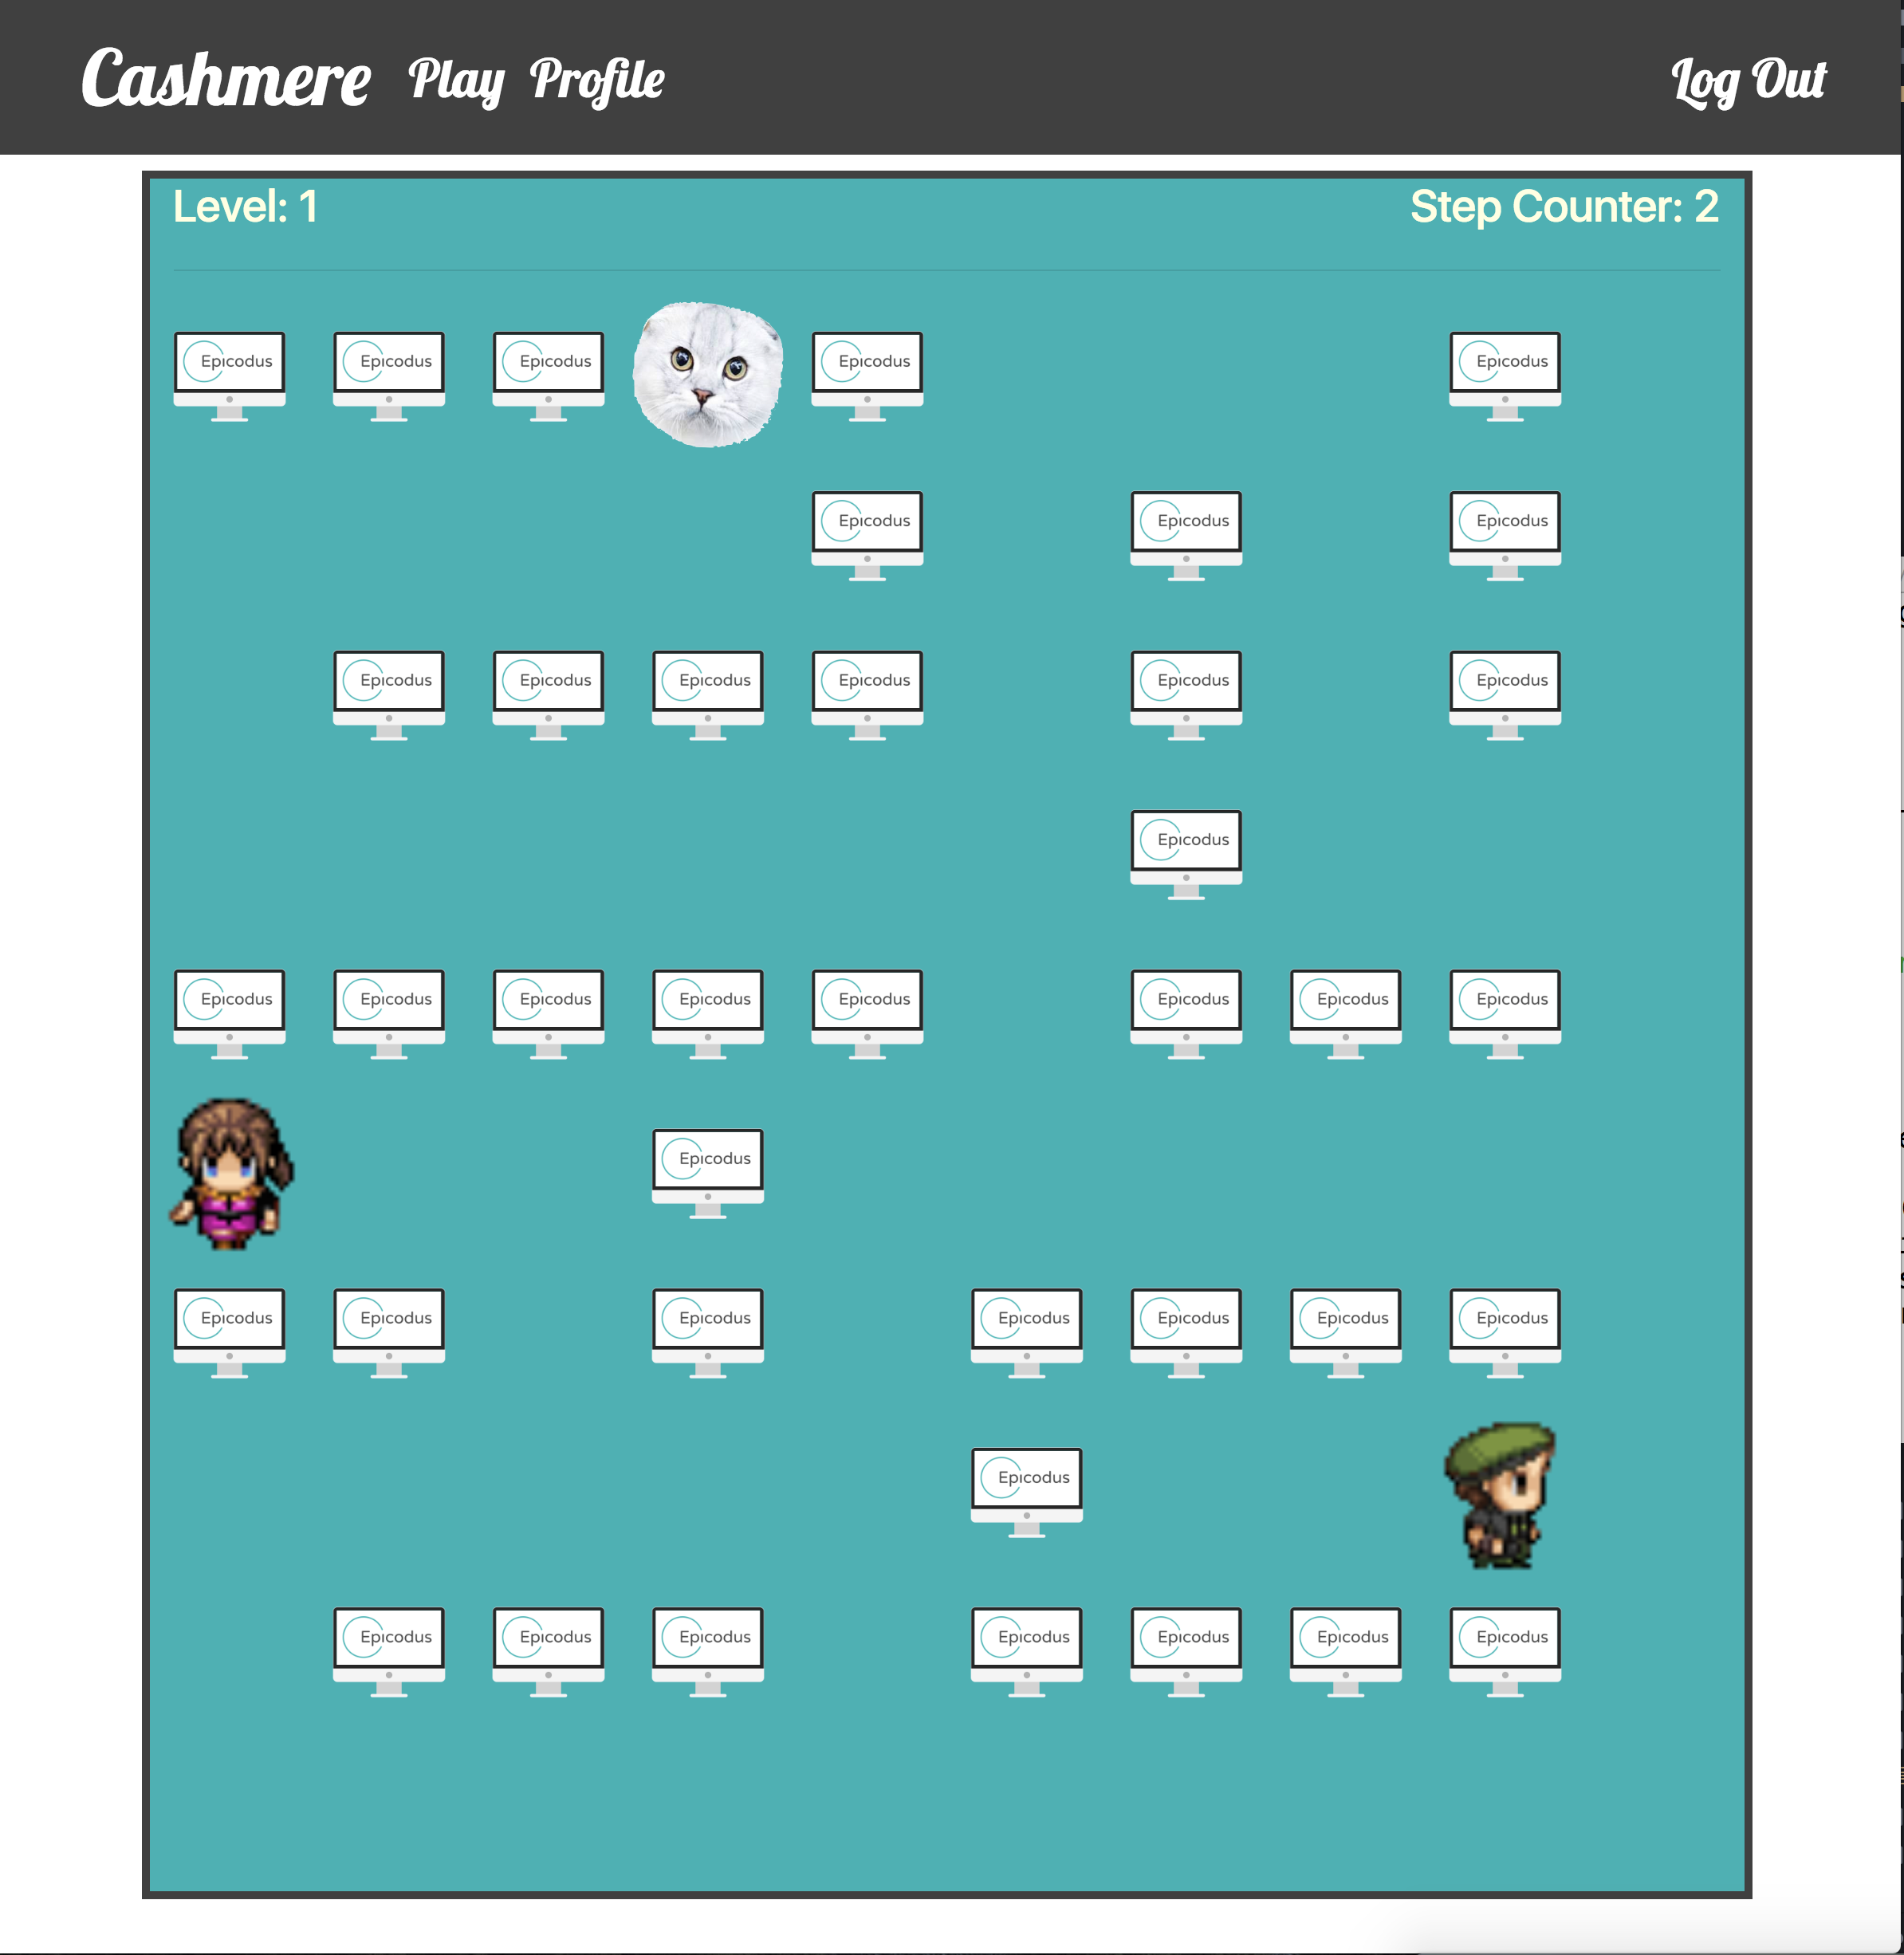 Cashmere Play Profile Log Out
Level: 1 Step Counter: 2
Epicodus Epicodus Epicodus Epicodus Epicodus
Epicodus Epicodus Epicodus
Epicodus Epicodus Epicodus Epicodus Epicodus Epicodus
Epicodus
Epicodus Epicodus Epicodus Epicodus Epicodus Epicodus Epicodus Epicodus
Epicodus
Epicodus Epicodus Epicodus Epicodus Epicodus Epicodus Epicodus
Epicodus
Epicodus Epicodus Epicodus Epicodus Epicodus Epicodus Epicodus